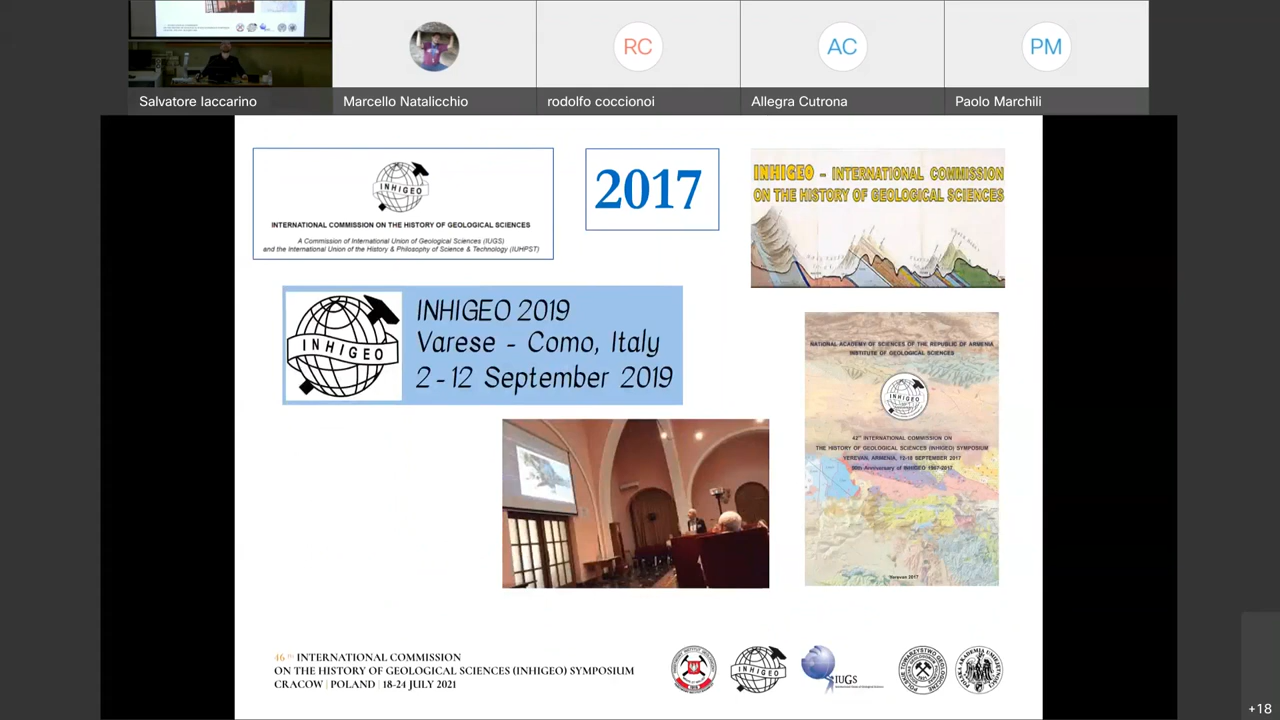 RC
AC
PM
Salvatore Iaccarino
Marcello Natalicchio
rodolfo coccionoi
Allegra Cutrona
Paolo Marchili
INHIGEO
INTERNATIONAL COMMISSION ON THE HISTORY OF GEOLOGICAL SCIENCES
A Commission of International Union of Geological Sciences (IUGS)
and the International Union of the History & Philosophy of Science & Technology (IUHPST)
2017
INHIGEO - INTERNATIONAL COMMISSION
ON THE HISTORY OF GEOLOGICAL SCIENCES
INHIGEO
INHIGEO 2019
Varese - Como, Italy
2-12 September 2019
NATIONAL ACADEMY OF SCIENCES OF THE REPUBLIC OF ARMENIA
INSTITUTE OF GEOLOGICAL SCIENCES
42nd INTERNATIONAL COMMISSION ON
THE HISTORY OF GEOLOGICAL SCIENCES (INHIGEO) SYMPOSIUM
YEREVAN, ARMENIA, 12-18 SEPTEMBER 2017
50th Anniversary of INHIGEO 1967-2017
Yerevan 2017
46TH INTERNATIONAL COMMISSION
ON THE HISTORY OF GEOLOGICAL SCIENCES (INHIGEO) SYMPOSIUM
CRACOW | POLAND | 18-24 JULY 2021
INHIGEO
IUGS
+18